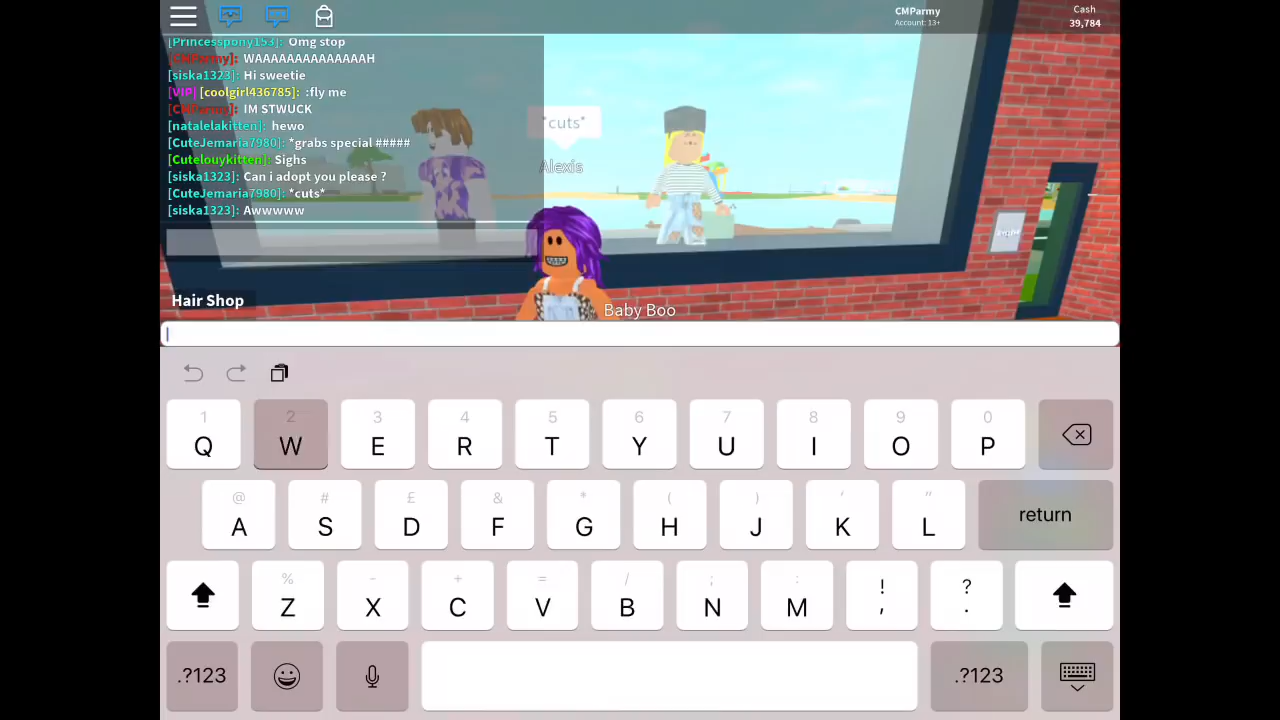 CMParmy
Account: 13+
Cash
39,784
[Princesspony153]: Omg stop
[CMParmy]: WAAAAAAAAAAAAAAH
[siska1323]: Hi sweetie
[VIP] [coolgirl436785]: :fly me
[CMParmy]: IM STWUCK
[natalelakitten]: hewo
[CuteJemaria7980]: *grabs special #####
[Cutelouykitten]: Sighs
[siska1323]: Can i adopt you please ?
[CuteJemaria7980]: *cuts*
[siska1323]: Awwwww
*cuts*
Alexis
Hair Shop
Baby Boo
1 2 3 4 5 6 7 8 9 0
Q W E R T Y U I O P
@ # £ & * ( ) ' "
A S D F G H J K L return
% - + = / ; : ! ?
Z X C V B N M , .
.?123 .?123